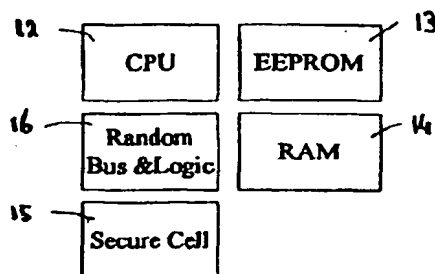 12
13
CPU
EEPROM
16
14
Random
Bus &Logic
RAM
15
Secure Cell